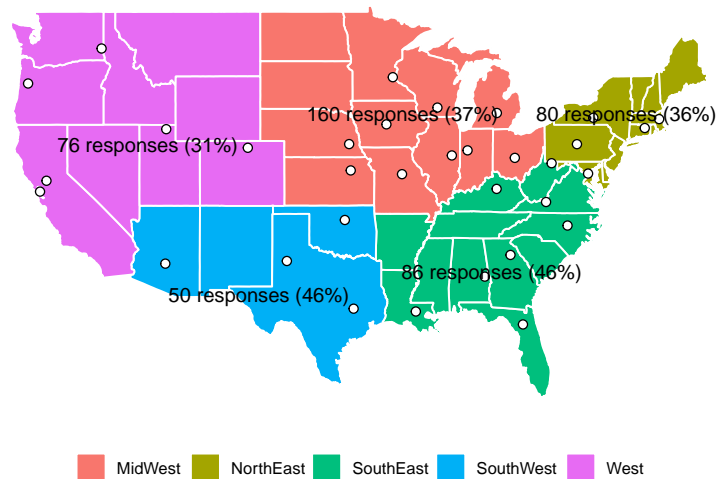 160 responses (37%)
80 responses (36%)
76 responses (31%)
86 responses (46%)
50 responses (46%)
MidWest NorthEast SouthEast SouthWest West